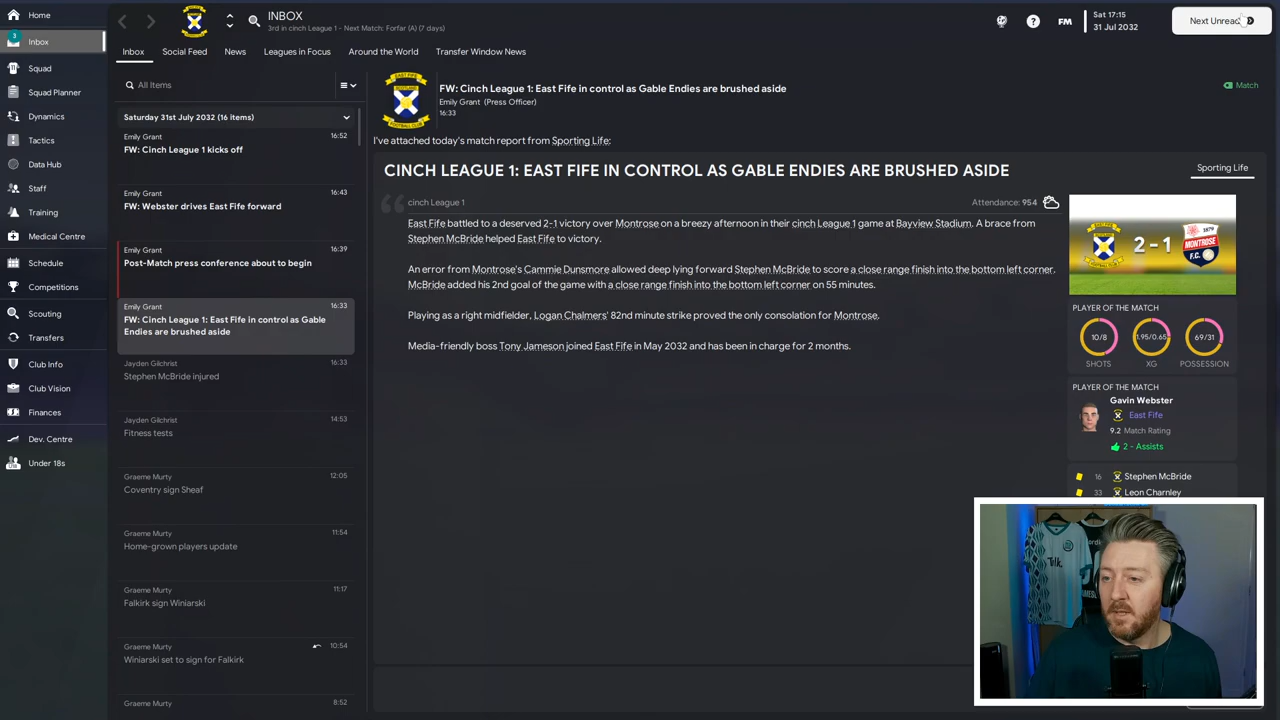 Home
INBOX
3rd in cinch League 1 - Next Match: Forfar (A) (7 days)
FM
Sat 17:15
31 Jul 2032
Next Unread
3
Inbox
Squad
Squad Planner
Dynamics
Tactics
Data Hub
Staff
Training
Medical Centre
Schedule
Competitions
Scouting
Transfers
Club Info
Club Vision
Finances
Dev. Centre
Under 18s
Inbox
Social Feed
News
Leagues in Focus
Around the World
Transfer Window News
All Items
Saturday 31st July 2032 (16 items)
Emily Grant
16:52
FW: Cinch League 1 kicks off
Emily Grant
16:43
FW: Webster drives East Fife forward
Emily Grant
16:39
Post-Match press conference about to begin
Emily Grant
16:33
FW: Cinch League 1: East Fife in control as Gable
Endies are brushed aside
Jayden Gilchrist
16:33
Stephen McBride injured
Jayden Gilchrist
14:53
Fitness tests
Graeme Murty
12:05
Coventry sign Sheaf
Graeme Murty
11:54
Home-grown players update
Graeme Murty
11:17
Falkirk sign Winiarski
Graeme Murty
10:54
Winiarski set to sign for Falkirk
Graeme Murty
8:52
FW: Cinch League 1: East Fife in control as Gable Endies are brushed aside
Emily Grant (Press Officer)
16:33
Match
I've attached today's match report from Sporting Life:
CINCH LEAGUE 1: EAST FIFE IN CONTROL AS GABLE ENDIES ARE BRUSHED ASIDE
Sporting Life
cinch League 1
Attendance: 954
East Fife battled to a deserved 2-1 victory over Montrose on a breezy afternoon in their cinch League 1 game at Bayview Stadium. A brace from
Stephen McBride helped East Fife to victory.
An error from Montrose's Cammie Dunsmore allowed deep lying forward Stephen McBride to score a close range finish into the bottom left corner.
McBride added his 2nd goal of the game with a close range finish into the bottom left corner on 55 minutes.
Playing as a right midfielder, Logan Chalmers' 82nd minute strike proved the only consolation for Montrose.
Media-friendly boss Tony Jameson joined East Fife in May 2032 and has been in charge for 2 months.
2 - 1
MONTROSE
PLAYER OF THE MATCH
10/8
1.95/0.65
69/31
SHOTS
XG
POSSESSION
PLAYER OF THE MATCH
Gavin Webster
East Fife
9.2 Match Rating
2 - Assists
16 Stephen McBride
33 Leon Charnley